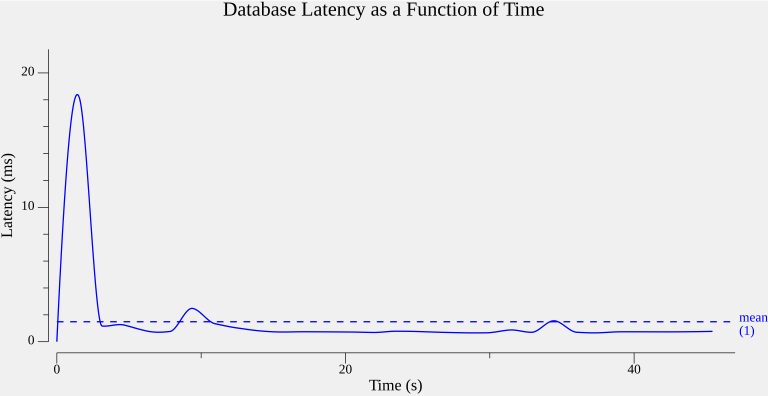 Database Latency as a Function of Time
20
10
0
Latency (ms)
mean
(1)
0
20
40
Time (s)